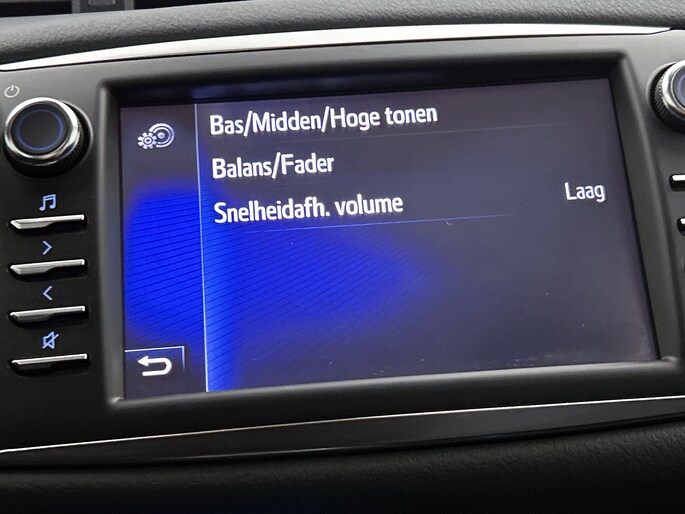 Bas/Midden/Hoge tonen
Balans/Fader
Snelheidafh. volume Laag